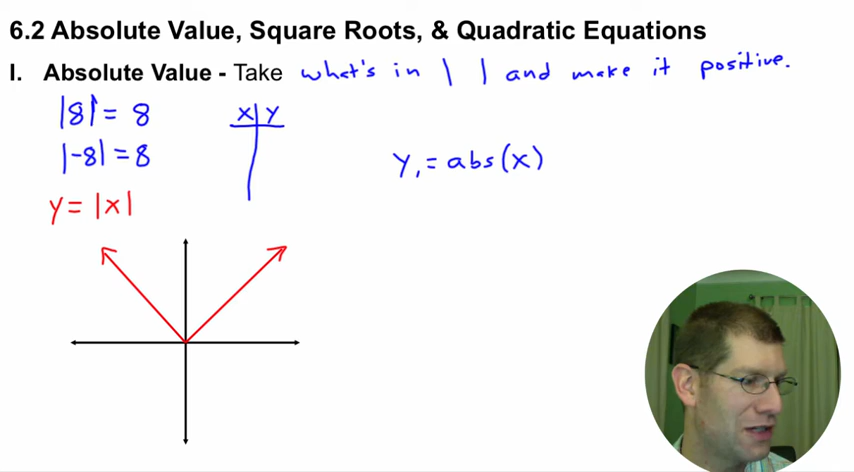 6.2 Absolute Value, Square Roots, & Quadratic Equations
I. Absolute Value - Take what's in | | and make it positive.
|8| = 8
X Y
|-8| = 8
Y₁ = abs(x)
y = |x|